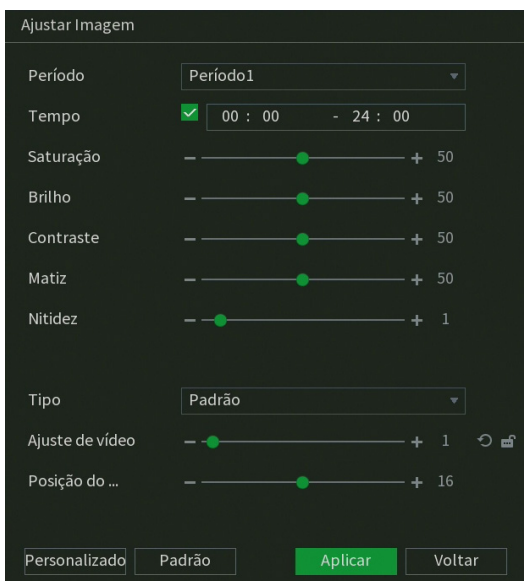 Ajustar Imagem
Período Período1
Tempo 00 : 00 - 24 : 00
Saturação 50
Brilho 50
Contraste 50
Matiz 50
Nitidez 1
Tipo Padrão
Ajuste de vídeo 1
Posição do ... 16
Personalizado Padrão Aplicar Voltar